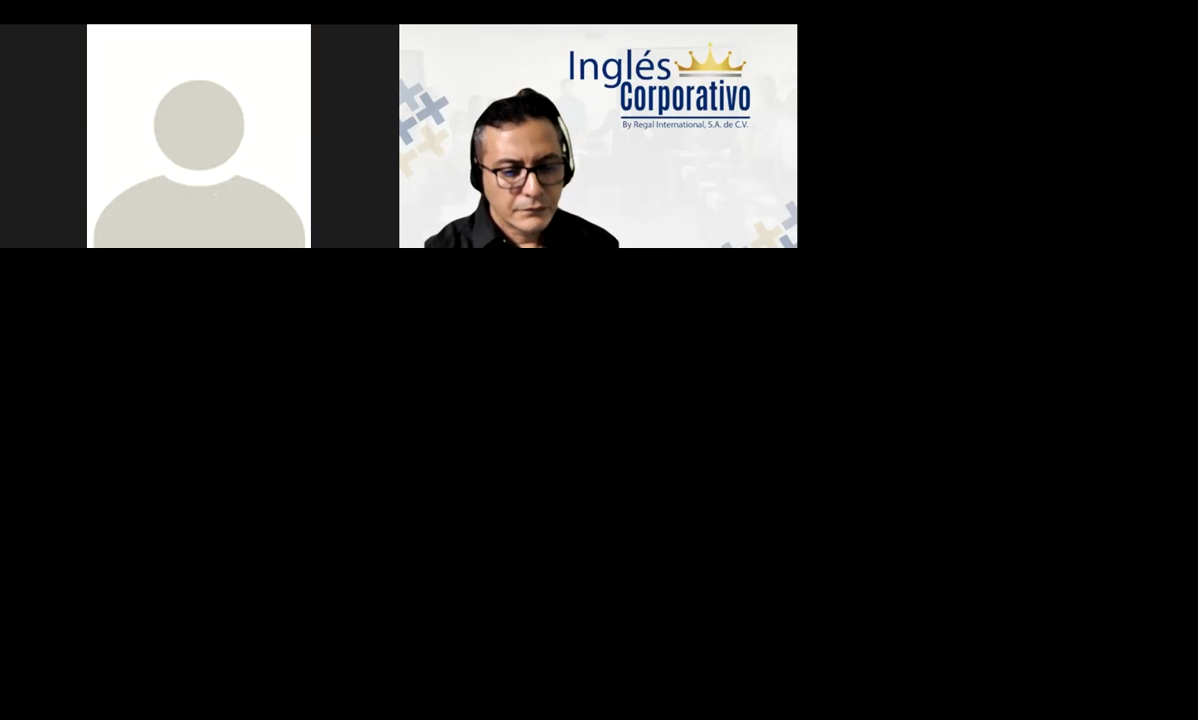 Inglés
Corporativo
By Regal International, S.A. de C.V.